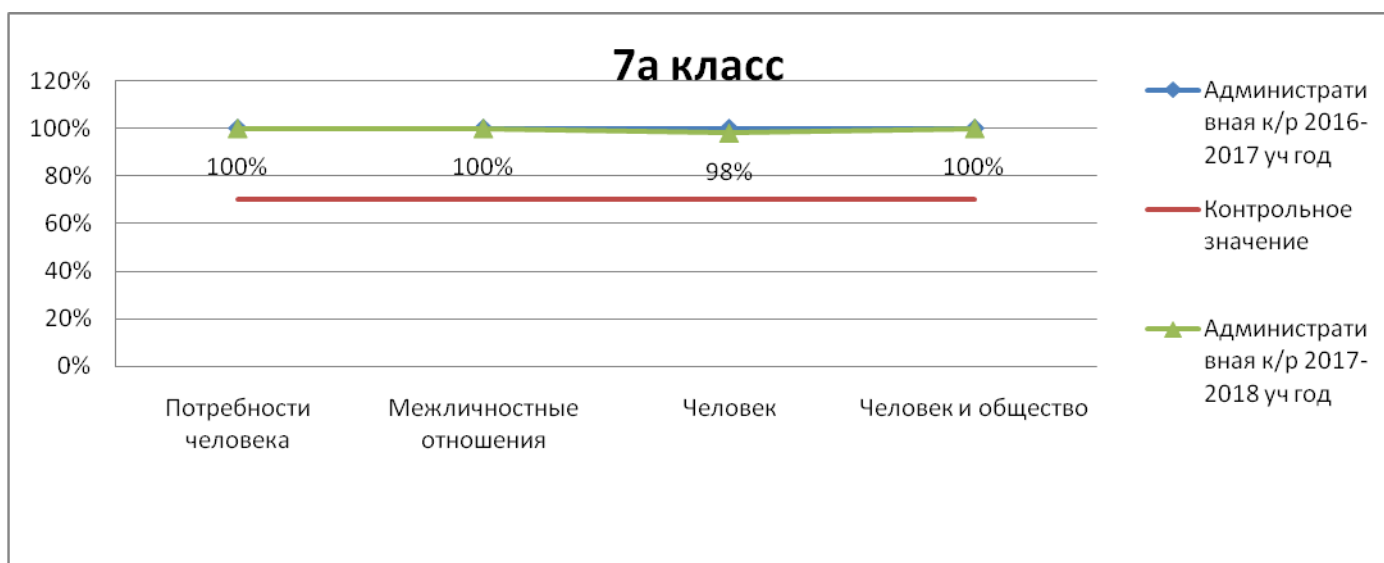 7а класс
120%
100%
80%
60%
40%
20%
0%
100%
100%
98%
100%
Потребности
человека
Межличностные
отношения
Человек
Человек и общество
Администрати
вная к/р 2016-
2017 уч год
Контрольное
значение
Администрати
вная к/р 2017-
2018 уч год